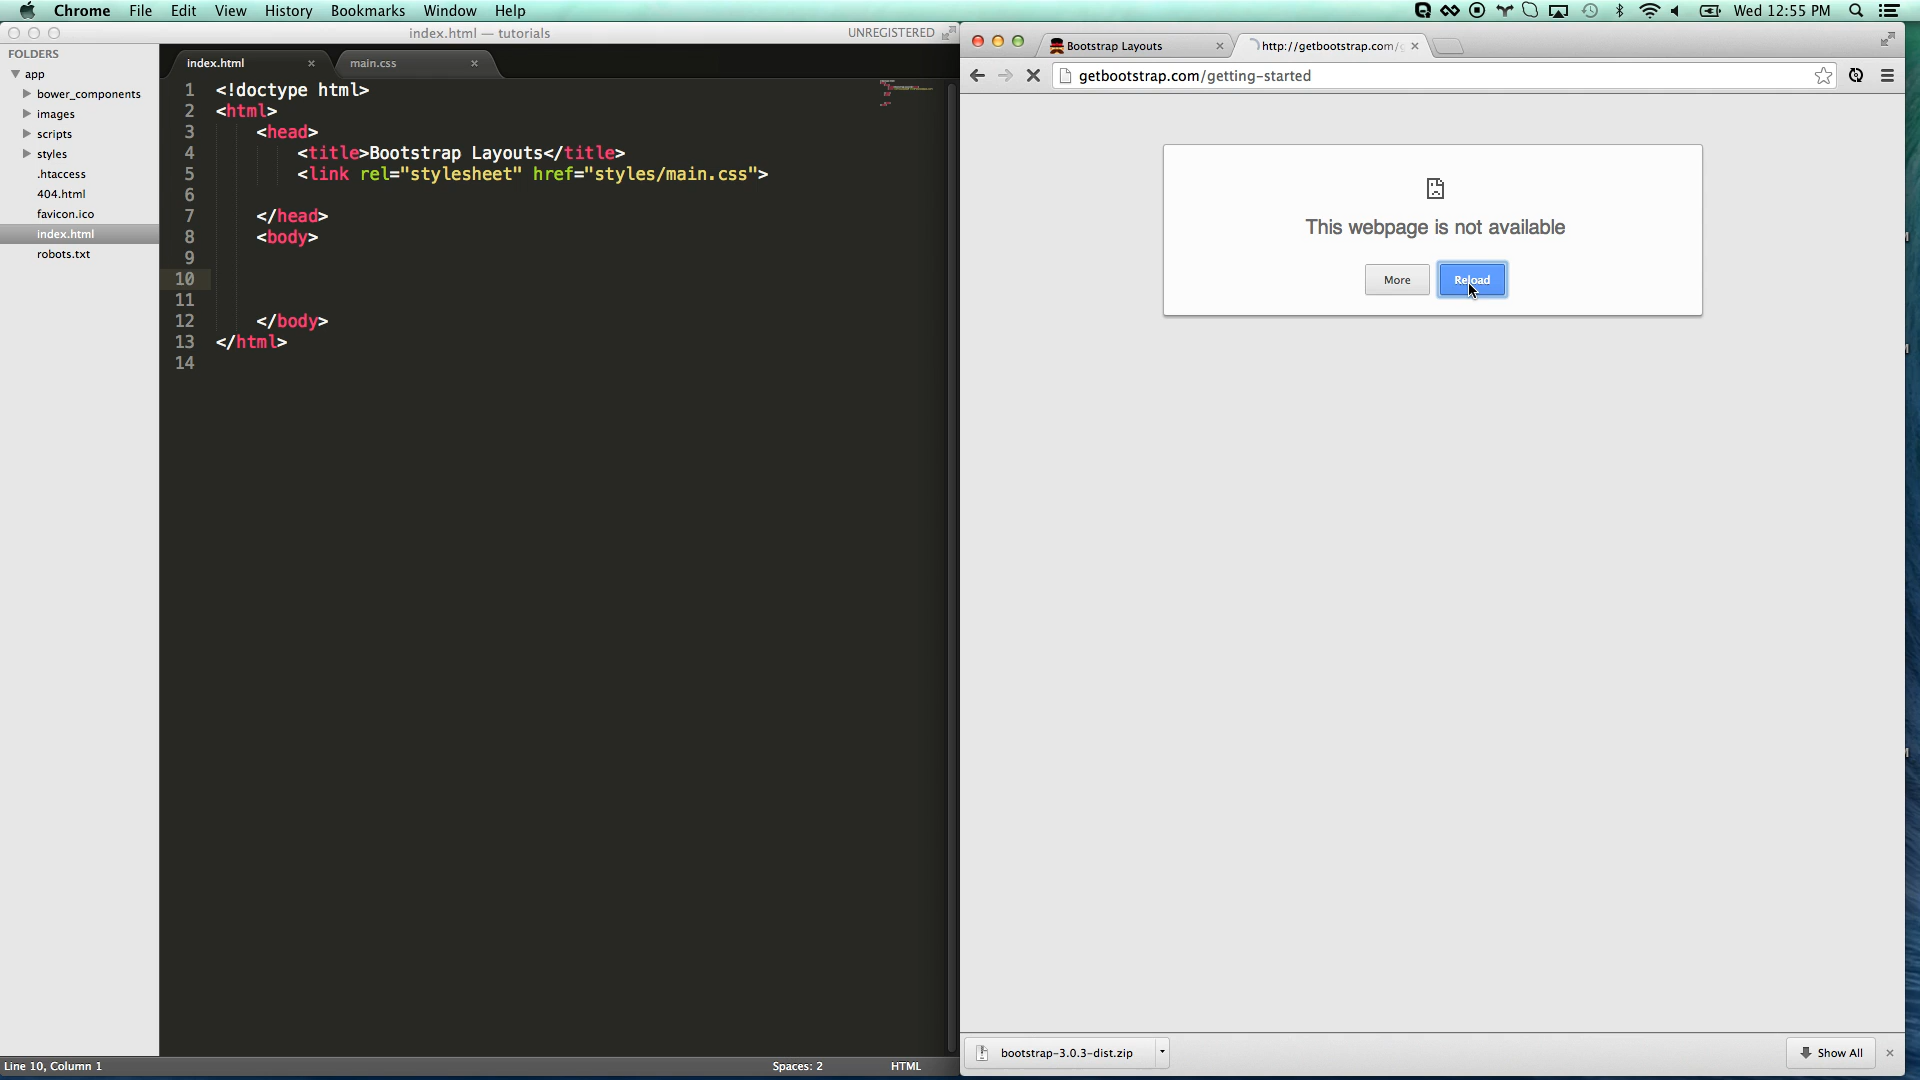 Chrome File Edit View History Bookmarks Window Help
Wed 12:55 PM
index.html — tutorials
UNREGISTERED
FOLDERS
app
bower_components
images
scripts
styles
.htaccess
404.html
favicon.ico
index.html
robots.txt
index.html
main.css
1 <!doctype html>
2 <html>
3 <head>
4 <title>Bootstrap Layouts</title>
5 <link rel="stylesheet" href="styles/main.css">
6
7 </head>
8 <body>
9
10
11
12 </body>
13 </html>
14
Line 10, Column 1
Spaces: 2
HTML
Bootstrap Layouts
http://getbootstrap.com/
getbootstrap.com/getting-started
This webpage is not available
More
Reload
bootstrap-3.0.3-dist.zip
Show All